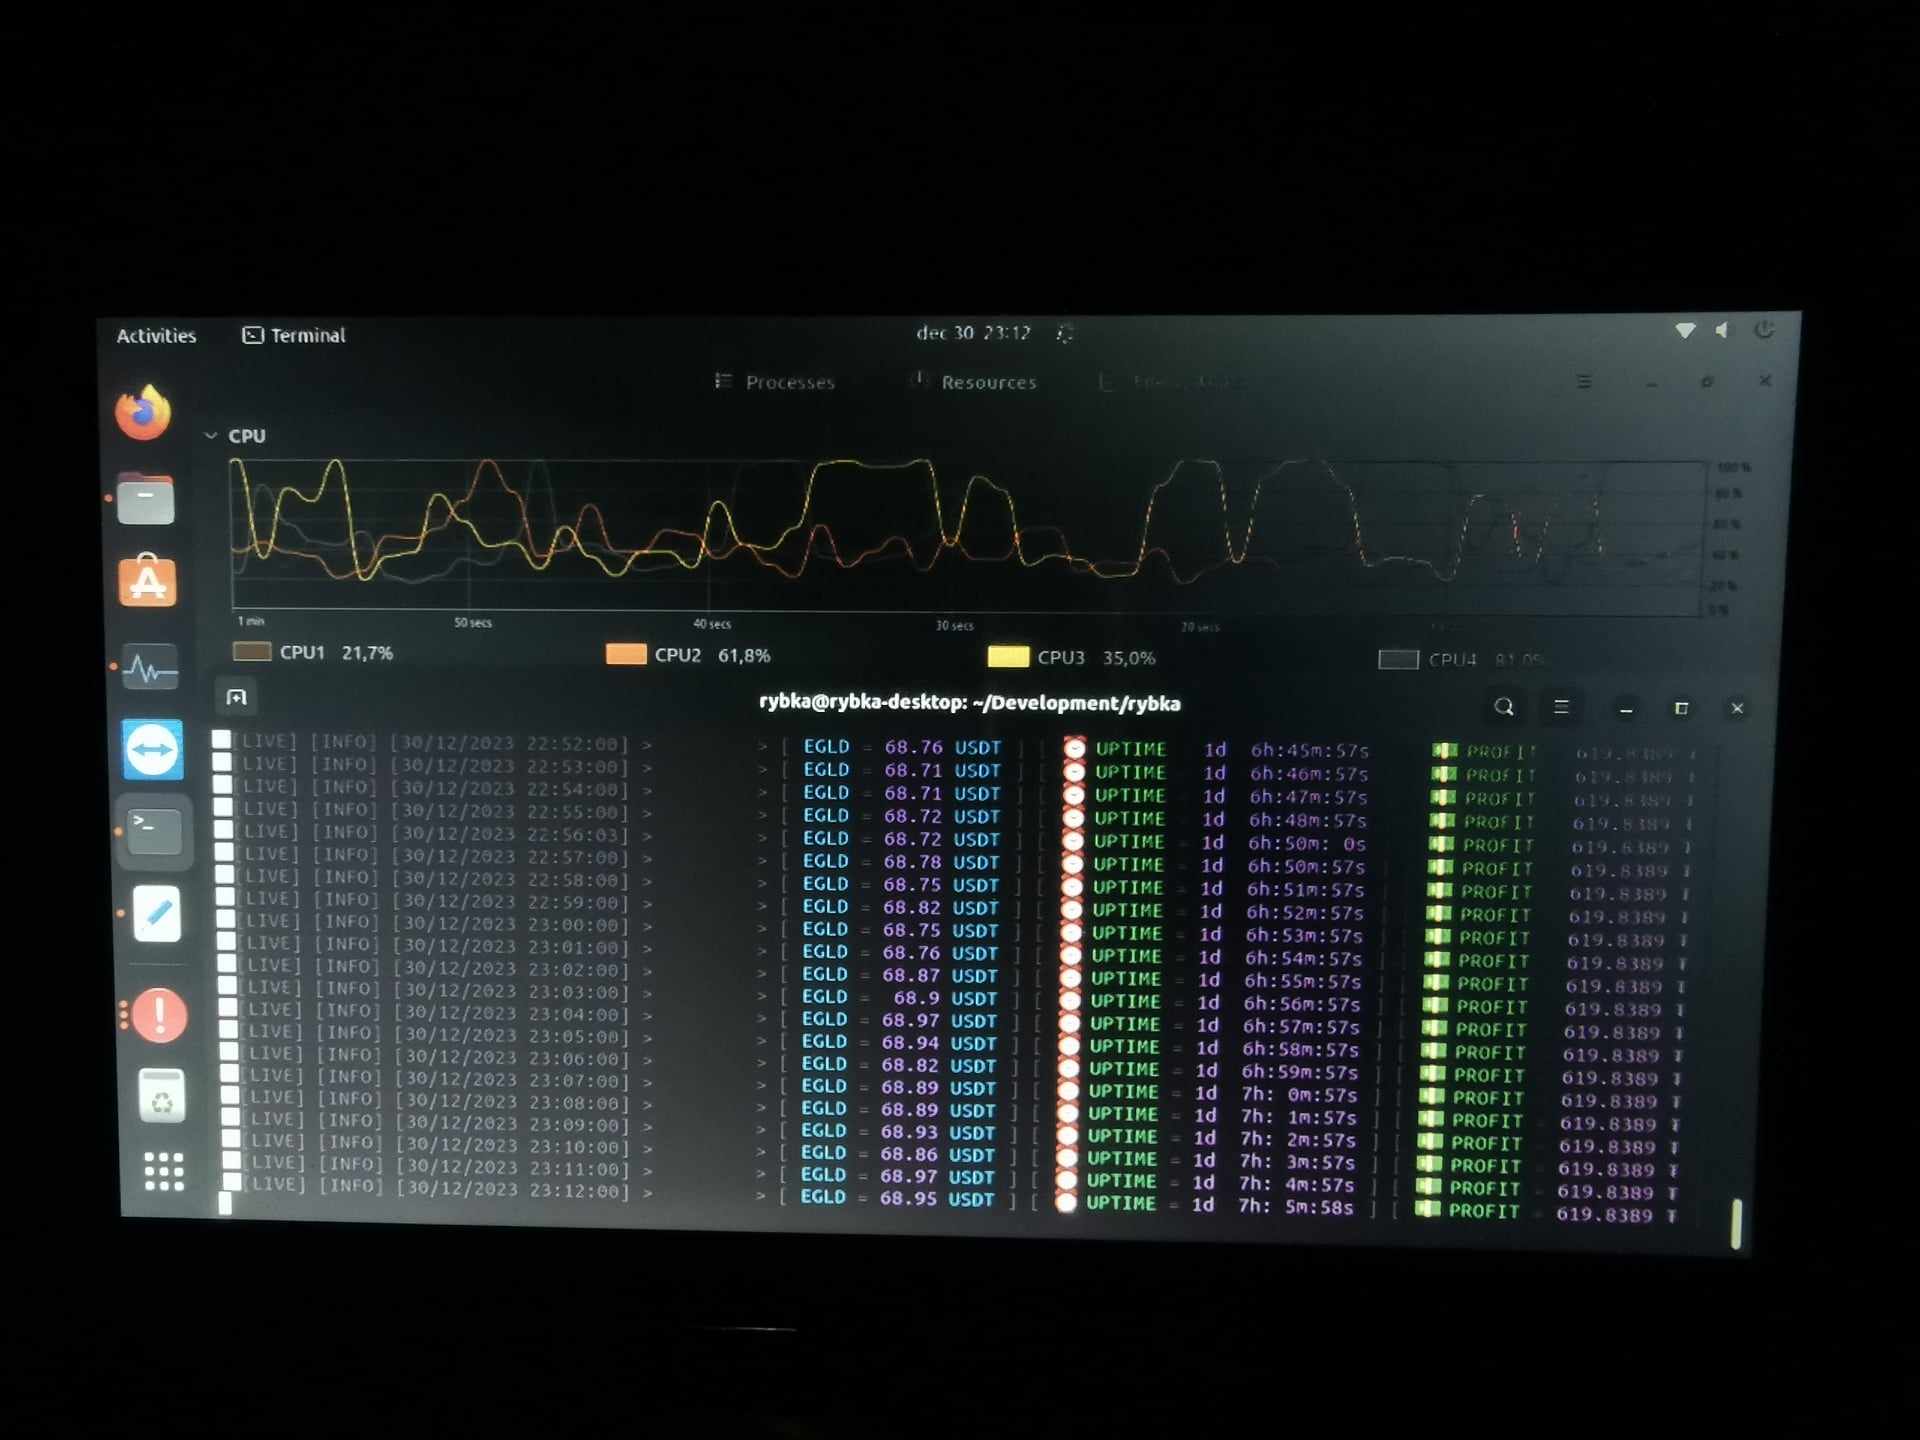 Activities Terminal dec 30 23:12
Processes Resources
CPU
100 %
80 %
60 %
40 %
20 %
0 %
1 min 50 secs 40 secs 30 secs 20 secs
CPU1 21,7% CPU2 61,8% CPU3 35,0% CPU4 81,0%
rybka@rybka-desktop: ~/Development/rybka
[LIVE] [INFO] [30/12/2023 22:52:00] > > [ EGLD = 68.76 USDT ] [ UPTIME = 1d 6h:45m:57s ] [ PROFIT = 619.8389 ₮
[LIVE] [INFO] [30/12/2023 22:53:00] > > [ EGLD = 68.71 USDT ] [ UPTIME = 1d 6h:46m:57s ] [ PROFIT = 619.8389 ₮
[LIVE] [INFO] [30/12/2023 22:54:00] > > [ EGLD = 68.71 USDT ] [ UPTIME = 1d 6h:47m:57s ] [ PROFIT = 619.8389 ₮
[LIVE] [INFO] [30/12/2023 22:55:00] > > [ EGLD = 68.72 USDT ] [ UPTIME = 1d 6h:48m:57s ] [ PROFIT = 619.8389 ₮
[LIVE] [INFO] [30/12/2023 22:56:03] > > [ EGLD = 68.72 USDT ] [ UPTIME = 1d 6h:50m: 0s ] [ PROFIT = 619.8389 ₮
[LIVE] [INFO] [30/12/2023 22:57:00] > > [ EGLD = 68.78 USDT ] [ UPTIME = 1d 6h:50m:57s ] [ PROFIT = 619.8389 ₮
[LIVE] [INFO] [30/12/2023 22:58:00] > > [ EGLD = 68.75 USDT ] [ UPTIME = 1d 6h:51m:57s ] [ PROFIT = 619.8389 ₮
[LIVE] [INFO] [30/12/2023 22:59:00] > > [ EGLD = 68.82 USDT ] [ UPTIME = 1d 6h:52m:57s ] [ PROFIT = 619.8389 ₮
[LIVE] [INFO] [30/12/2023 23:00:00] > > [ EGLD = 68.75 USDT ] [ UPTIME = 1d 6h:53m:57s ] [ PROFIT = 619.8389 ₮
[LIVE] [INFO] [30/12/2023 23:01:00] > > [ EGLD = 68.76 USDT ] [ UPTIME = 1d 6h:54m:57s ] [ PROFIT = 619.8389 ₮
[LIVE] [INFO] [30/12/2023 23:02:00] > > [ EGLD = 68.87 USDT ] [ UPTIME = 1d 6h:55m:57s ] [ PROFIT = 619.8389 ₮
[LIVE] [INFO] [30/12/2023 23:03:00] > > [ EGLD = 68.9 USDT ] [ UPTIME = 1d 6h:56m:57s ] [ PROFIT = 619.8389 ₮
[LIVE] [INFO] [30/12/2023 23:04:00] > > [ EGLD = 68.97 USDT ] [ UPTIME = 1d 6h:57m:57s ] [ PROFIT = 619.8389 ₮
[LIVE] [INFO] [30/12/2023 23:05:00] > > [ EGLD = 68.94 USDT ] [ UPTIME = 1d 6h:58m:57s ] [ PROFIT = 619.8389 ₮
[LIVE] [INFO] [30/12/2023 23:06:00] > > [ EGLD = 68.82 USDT ] [ UPTIME = 1d 6h:59m:57s ] [ PROFIT = 619.8389 ₮
[LIVE] [INFO] [30/12/2023 23:07:00] > > [ EGLD = 68.89 USDT ] [ UPTIME = 1d 7h: 0m:57s ] [ PROFIT = 619.8389 ₮
[LIVE] [INFO] [30/12/2023 23:08:00] > > [ EGLD = 68.89 USDT ] [ UPTIME = 1d 7h: 1m:57s ] [ PROFIT = 619.8389 ₮
[LIVE] [INFO] [30/12/2023 23:09:00] > > [ EGLD = 68.93 USDT ] [ UPTIME = 1d 7h: 2m:57s ] [ PROFIT = 619.8389 ₮
[LIVE] [INFO] [30/12/2023 23:10:00] > > [ EGLD = 68.86 USDT ] [ UPTIME = 1d 7h: 3m:57s ] [ PROFIT = 619.8389 ₮
[LIVE] [INFO] [30/12/2023 23:11:00] > > [ EGLD = 68.97 USDT ] [ UPTIME = 1d 7h: 4m:57s ] [ PROFIT = 619.8389 ₮
[LIVE] [INFO] [30/12/2023 23:12:00] > > [ EGLD = 68.95 USDT ] [ UPTIME = 1d 7h: 5m:58s ] [ PROFIT = 619.8389 ₮